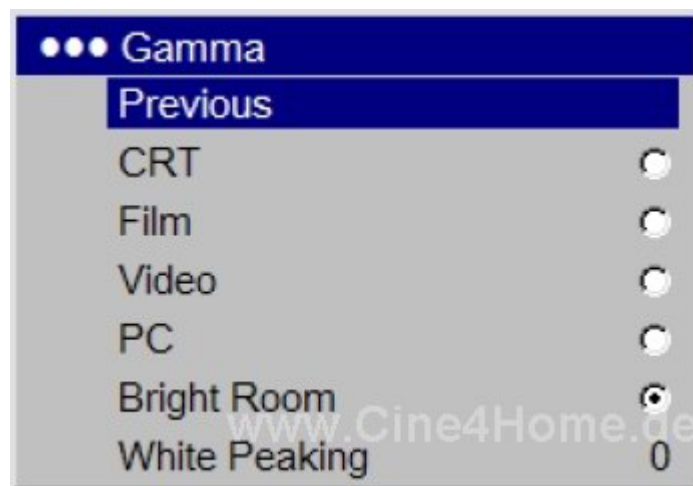 ••• Gamma
Previous
CRT
Film
Video
PC
Bright Room
www.Cine4Home.de
White Peaking 0